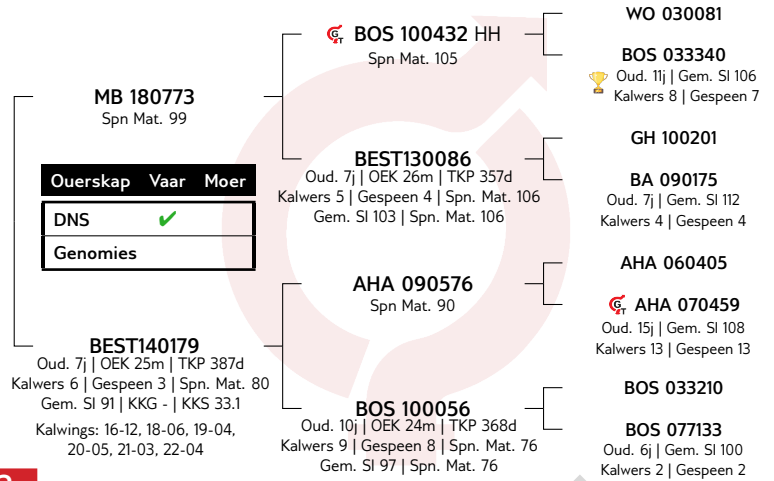 MB 180773
Spn Mat. 99
Ouerskap Vaar Moer
DNS ✔
Genomies
BEST140179
Oud. 7j | OEK 25m | TKP 387d
Kalwers 6 | Gespeen 3 | Spn. Mat. 80
Gem. SI 91 | KKG - | KKS 33.1
Kalwings: 16-12, 18-06, 19-04,
20-05, 21-03, 22-04
BOS 100432 HH
Spn Mat. 105
BEST130086
Oud. 7j | OEK 26m | TKP 357d
Kalwers 5 | Gespeen 4 | Spn. Mat. 106
Gem. SI 103 | Spn. Mat. 106
AHA 090576
Spn Mat. 90
BOS 100056
Oud. 10j | OEK 24m | TKP 368d
Kalwers 9 | Gespeen 8 | Spn. Mat. 76
Gem. SI 97 | Spn. Mat. 76
WO 030081
BOS 033340
Oud. 11j | Gem. SI 106
Kalwers 8 | Gespeen 7
GH 100201
BA 090175
Oud. 7j | Gem. SI 112
Kalwers 4 | Gespeen 4
AHA 060405
AHA 070459
Oud. 15j | Gem. SI 108
Kalwers 13 | Gespeen 13
BOS 033210
BOS 077133
Oud. 6j | Gem. SI 100
Kalwers 2 | Gespeen 2